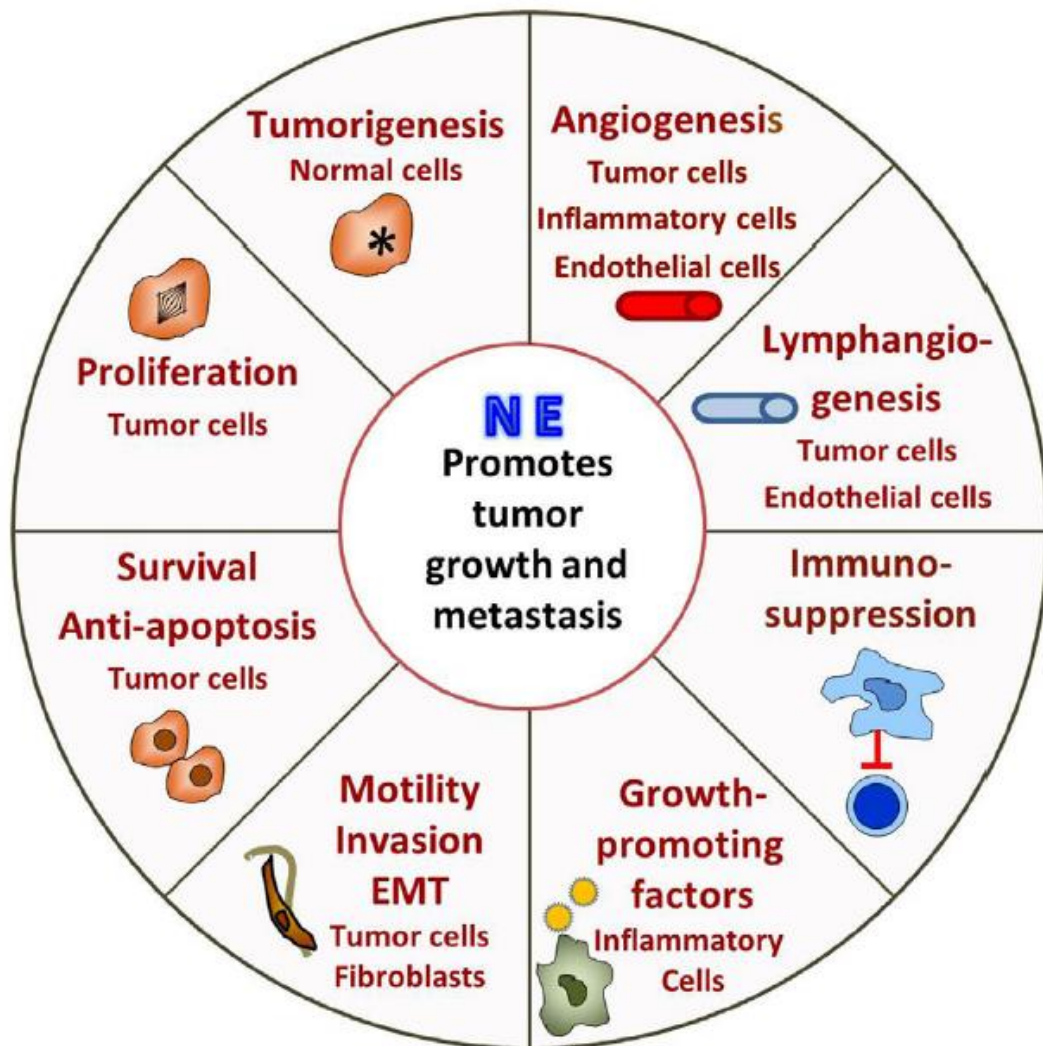 Tumorigenesis
Normal cells
Angiogenesis
Tumor cells
Inflammatory cells
Endothelial cells
Lymphangio-
genesis
Tumor cells
Endothelial cells
Immuno-
suppression
Growth-
promoting
factors
Inflammatory
Cells
Motility
Invasion
EMT
Tumor cells
Fibroblasts
Survival
Anti-apoptosis
Tumor cells
Proliferation
Tumor cells
NE
Promotes
tumor
growth and
metastasis